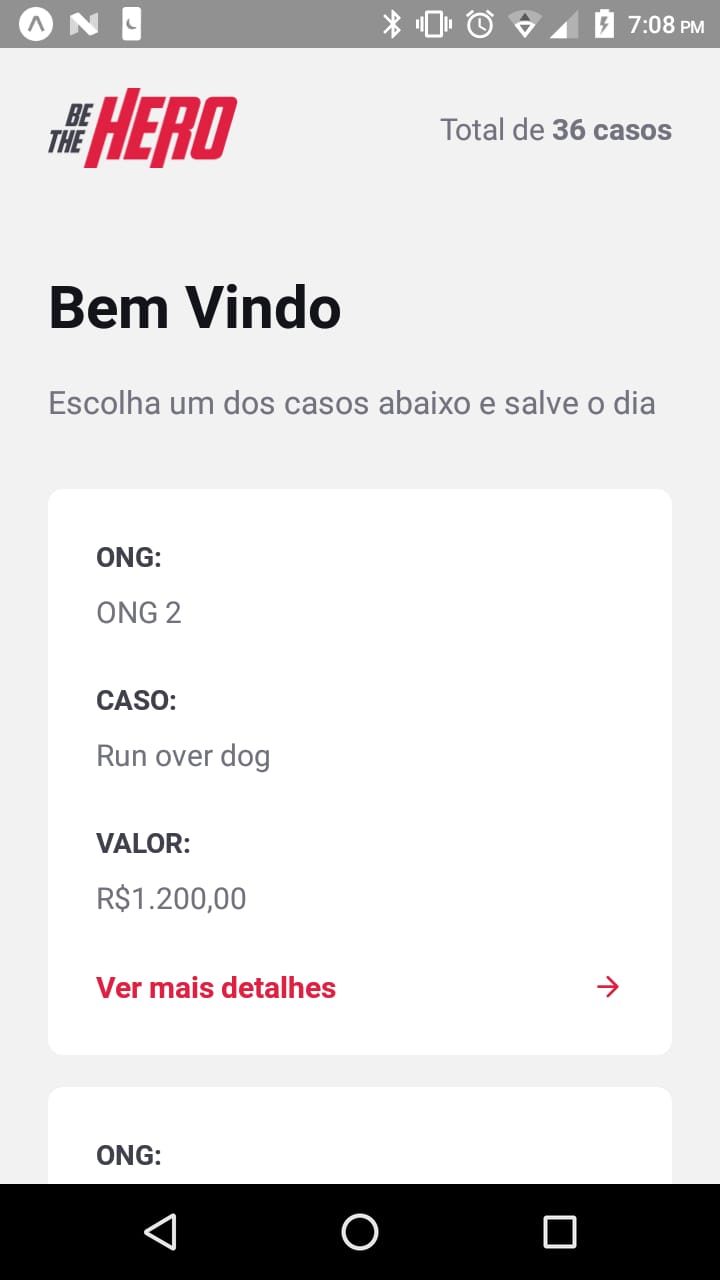 7:08 PM
BE THE HERO
Total de 36 casos
Bem Vindo
Escolha um dos casos abaixo e salve o dia
ONG:
ONG 2
CASO:
Run over dog
VALOR:
R$1.200,00
Ver mais detalhes
ONG: